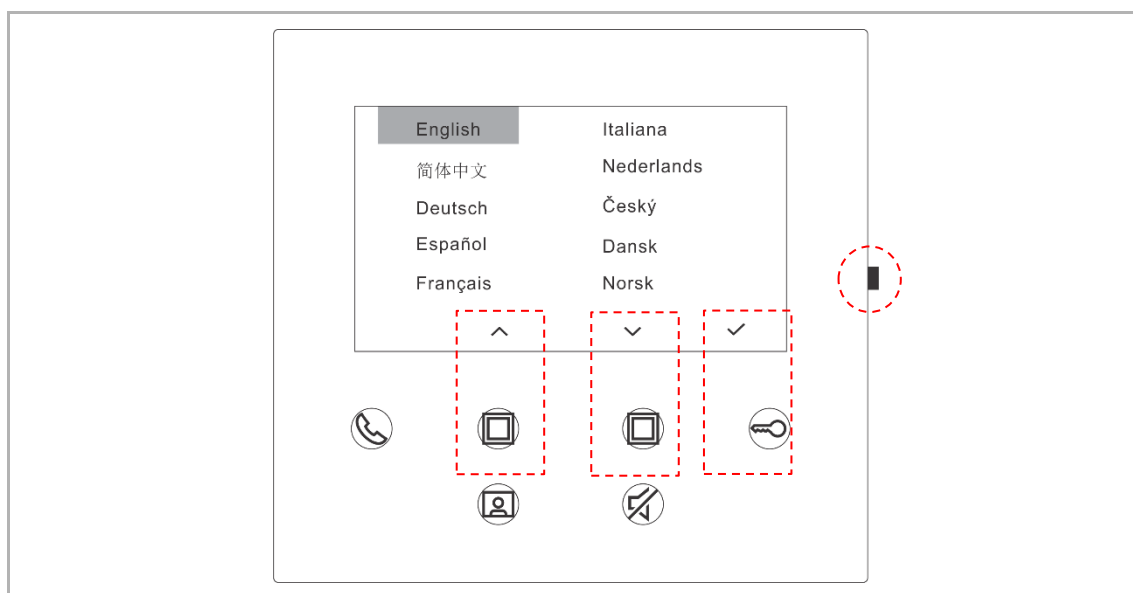 English
简体中文
Deutsch
Español
Français
Italiana
Nederlands
Český
Dansk
Norsk